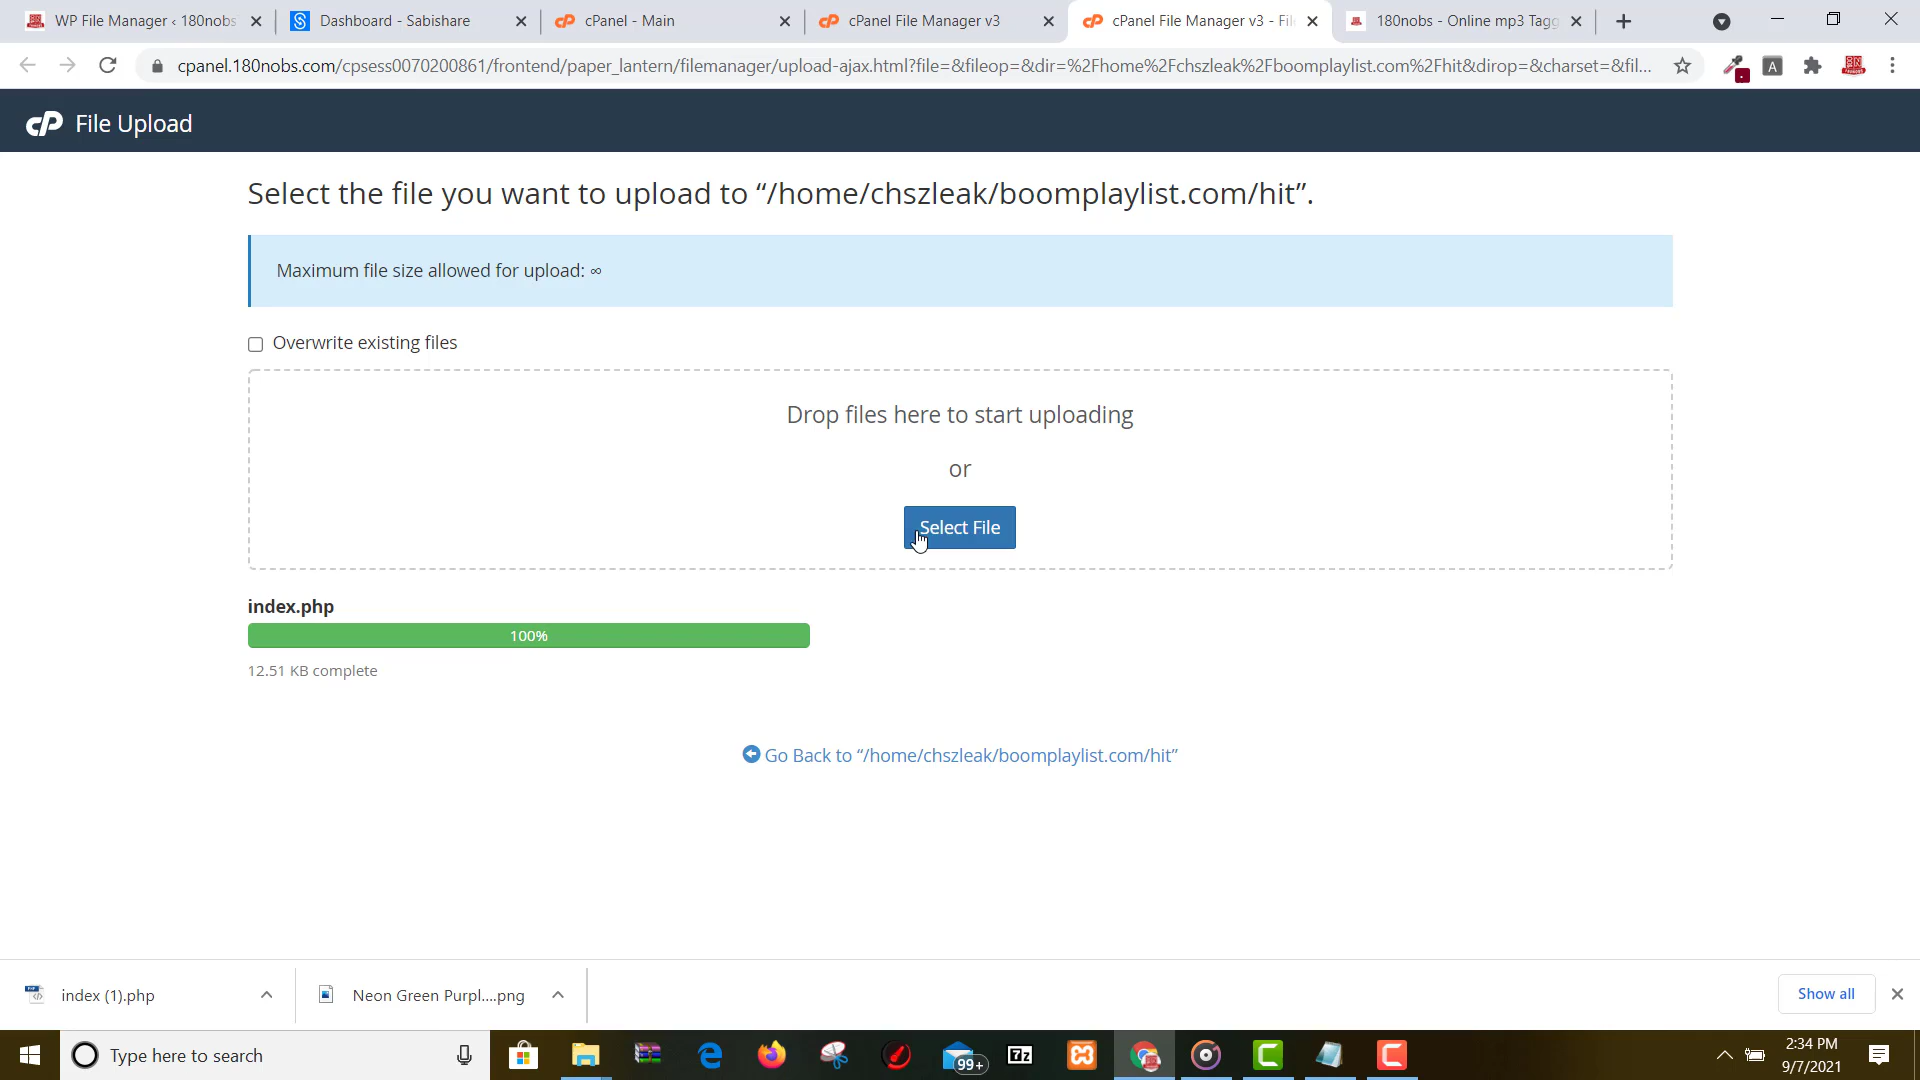 WP File Manager ‹ 180nobs
Dashboard - Sabishare
cPanel - Main
cPanel File Manager v3
cPanel File Manager v3 - File
180nobs - Online mp3 Tagg
cpanel.180nobs.com/cpsess0070200861/frontend/paper_lantern/filemanager/upload-ajax.html?file=&fileop=&dir=%2Fhome%2Fchszleak%2Fboomplaylist.com%2Fhit&dirop=&charset=&fil...
A
cP File Upload
Select the file you want to upload to “/home/chszleak/boomplaylist.com/hit”.
Maximum file size allowed for upload: ∞
Overwrite existing files
Drop files here to start uploading
or
Select File
index.php
100%
12.51 KB complete
Go Back to “/home/chszleak/boomplaylist.com/hit”
index (1).php
Neon Green Purpl....png
Show all
Type here to search
99+
7z
2:34 PM
9/7/2021